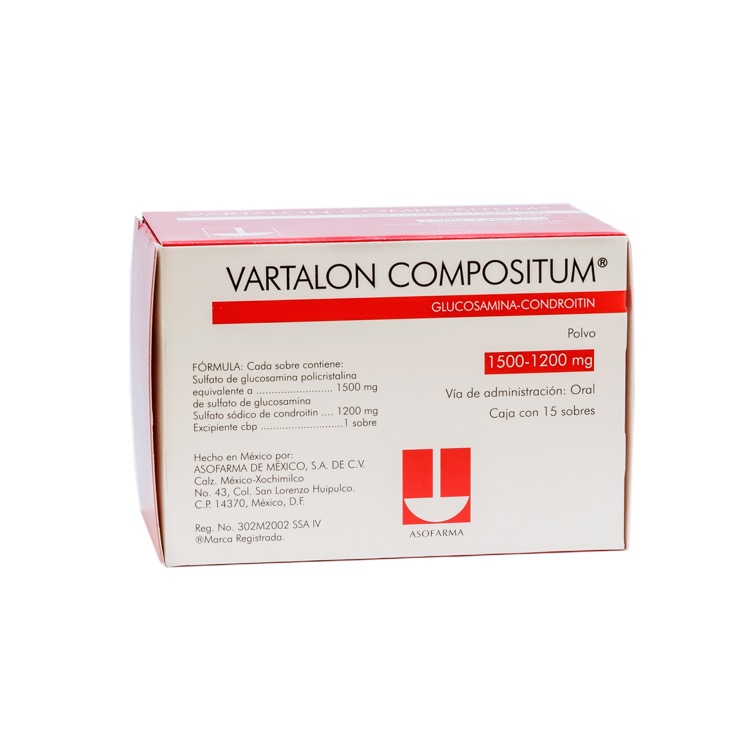 VARTALON COMPOSITUM®
VARTALON COMPOSITUM®
GLUCOSAMINA-CONDROITIN
Polvo
1500-1200 mg
Vía de administración: Oral
Caja con 15 sobres
FÓRMULA: Cada sobre contiene:
Sulfato de glucosamina policristalina
equivalente a ........................ 1500 mg
de sulfato de glucosamina
Sulfato sódico de condroitin .... 1200 mg
Excipiente cbp ......................... 1 sobre
Hecho en México por:
ASOFARMA DE MÉXICO, S.A. DE C.V.
Calz. México-Xochimilco
No. 43, Col. San Lorenzo Huipulco.
C.P. 14370, México, D.F.
Reg. No. 302M2002 SSA IV
®Marca Registrada.
ASOFARMA